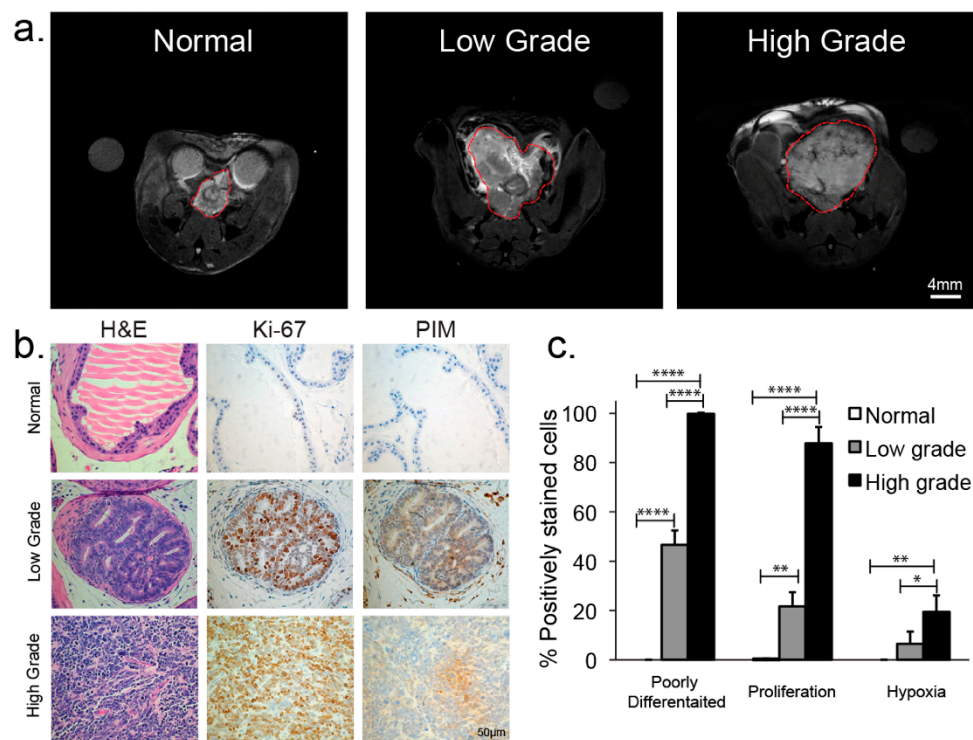 a.
Normal
Low Grade
High Grade
4mm
b.
H&E
Ki-67
PIM
Normal
Low Grade
High Grade
50µm
c.
% Positively stained cells
100
80
60
40
20
0
****
****
****
****
****
**
**
*
Normal
Low grade
High grade
Poorly
Differentaited
Proliferation
Hypoxia